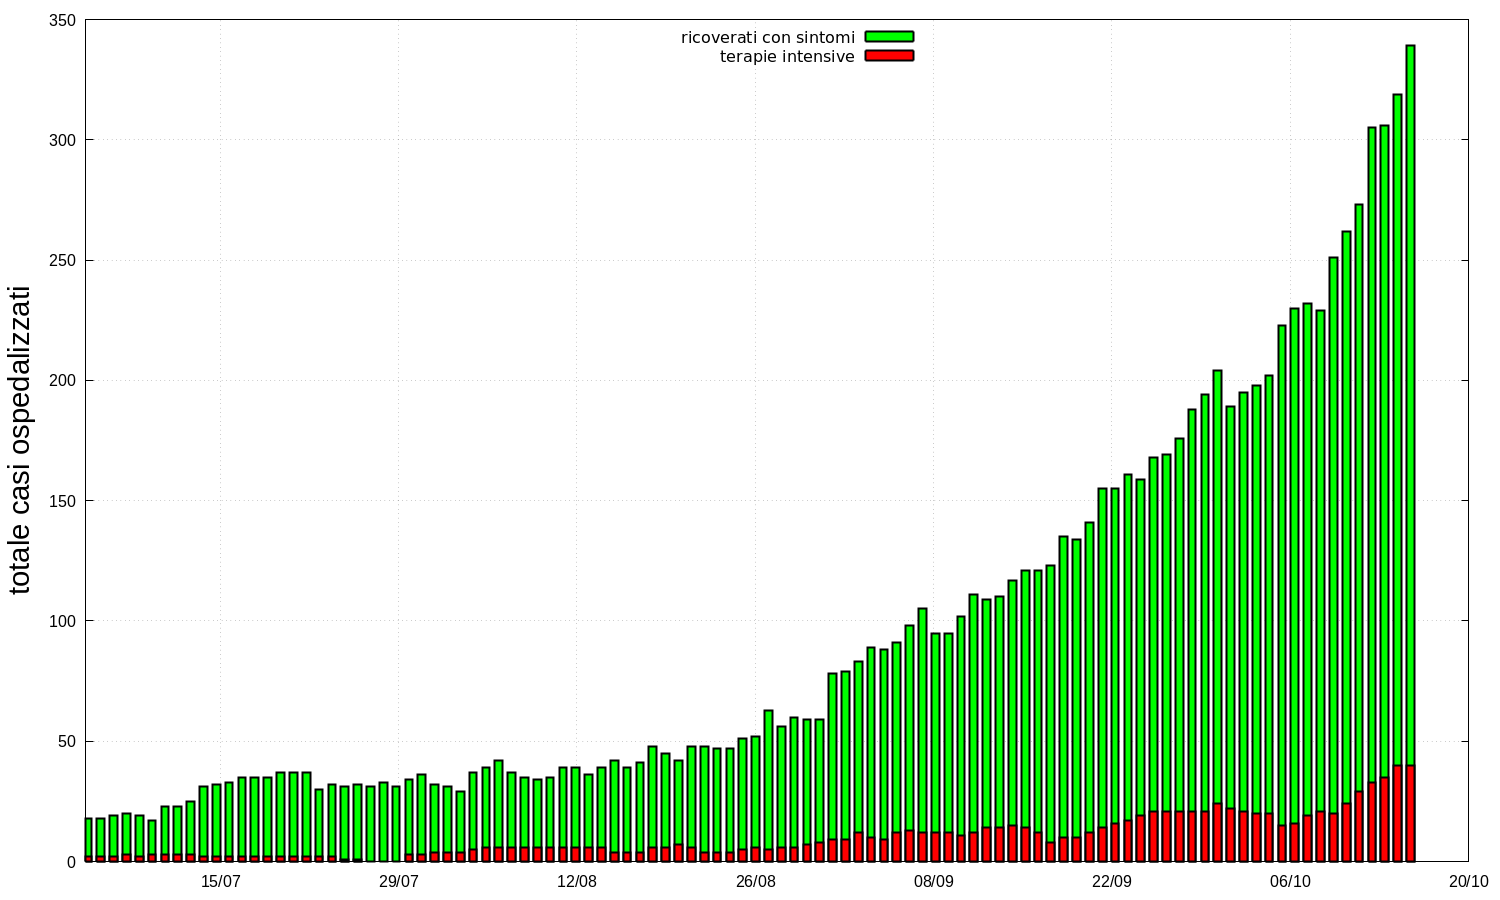 350
300
250
200
150
100
50
0
totale casi ospedalizzati
ricoverati con sintomi
terapie intensive
15/07 29/07 12/08 26/08 08/09 22/09 06/10 20/10